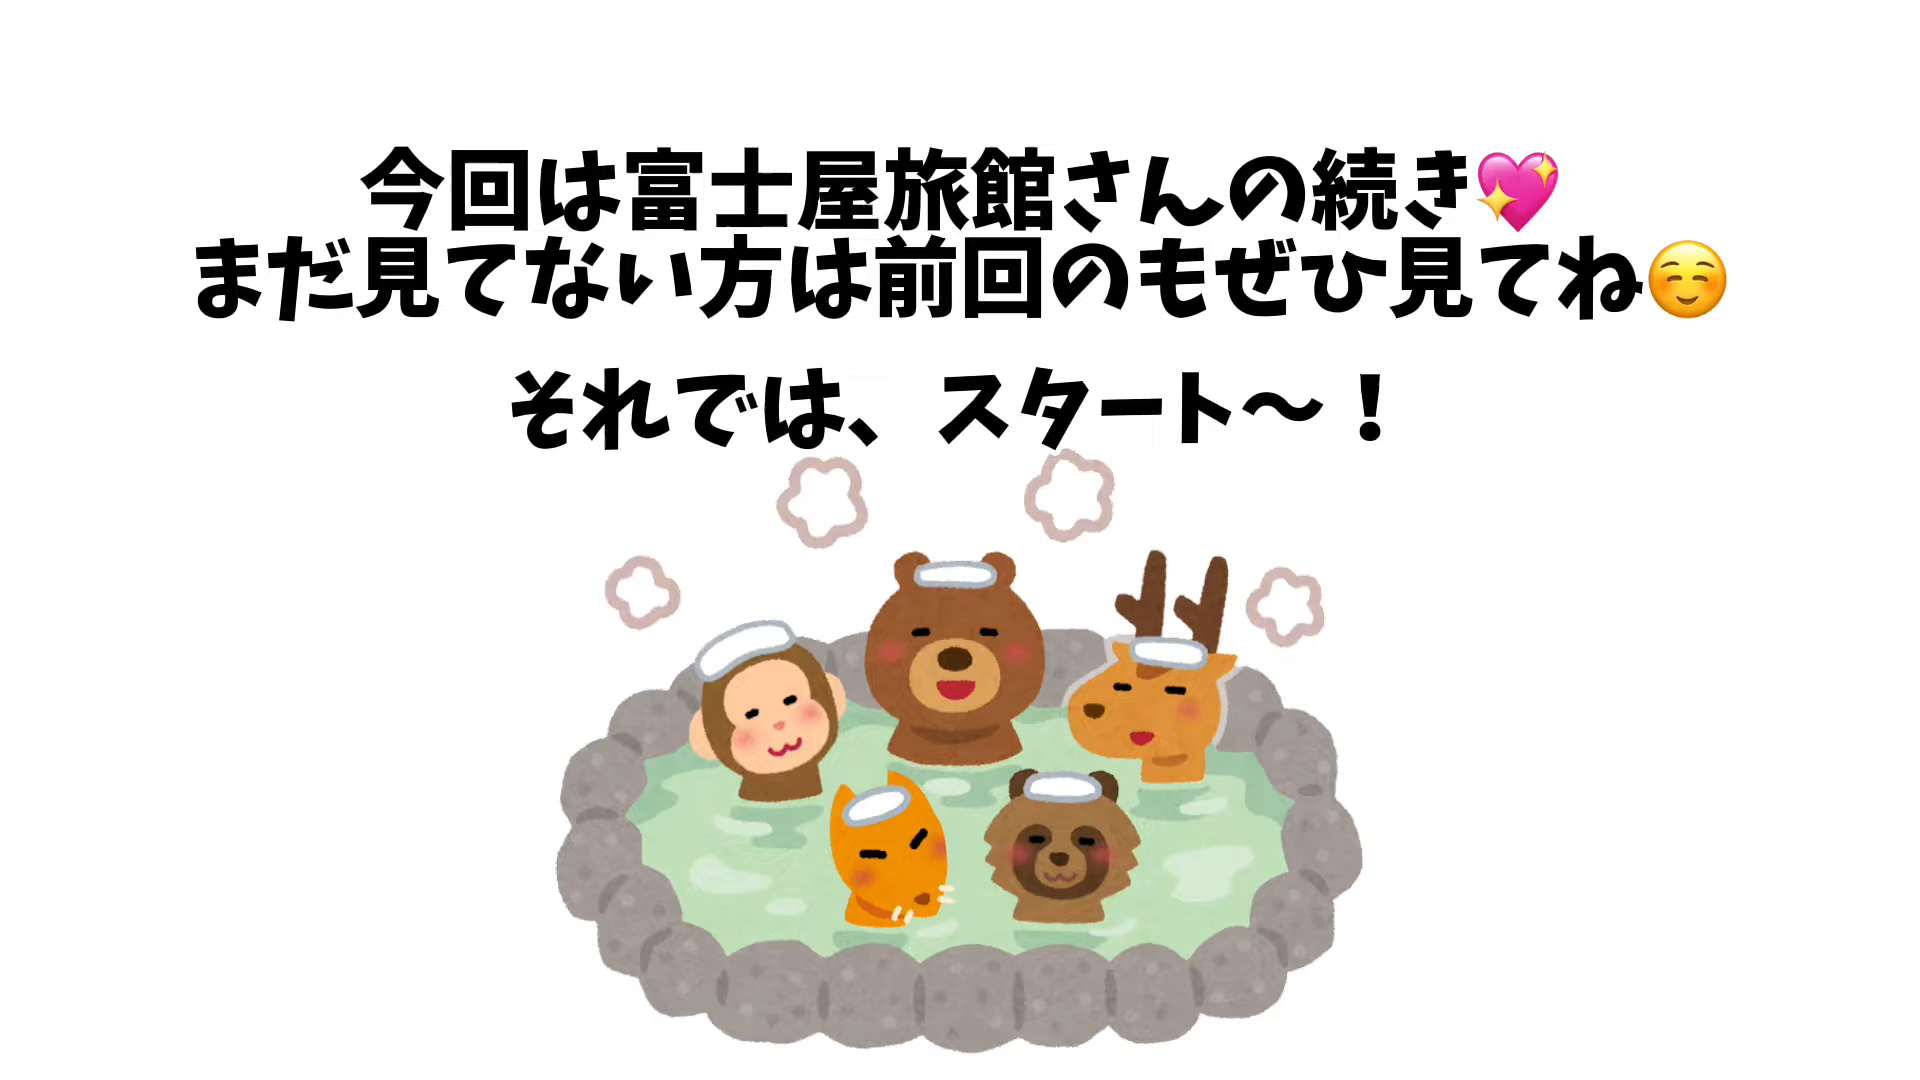 今回は富士屋旅館さんの続き💖
まだ見てない方は前回のもぜひ見てね☺️
それでは、スタート〜！